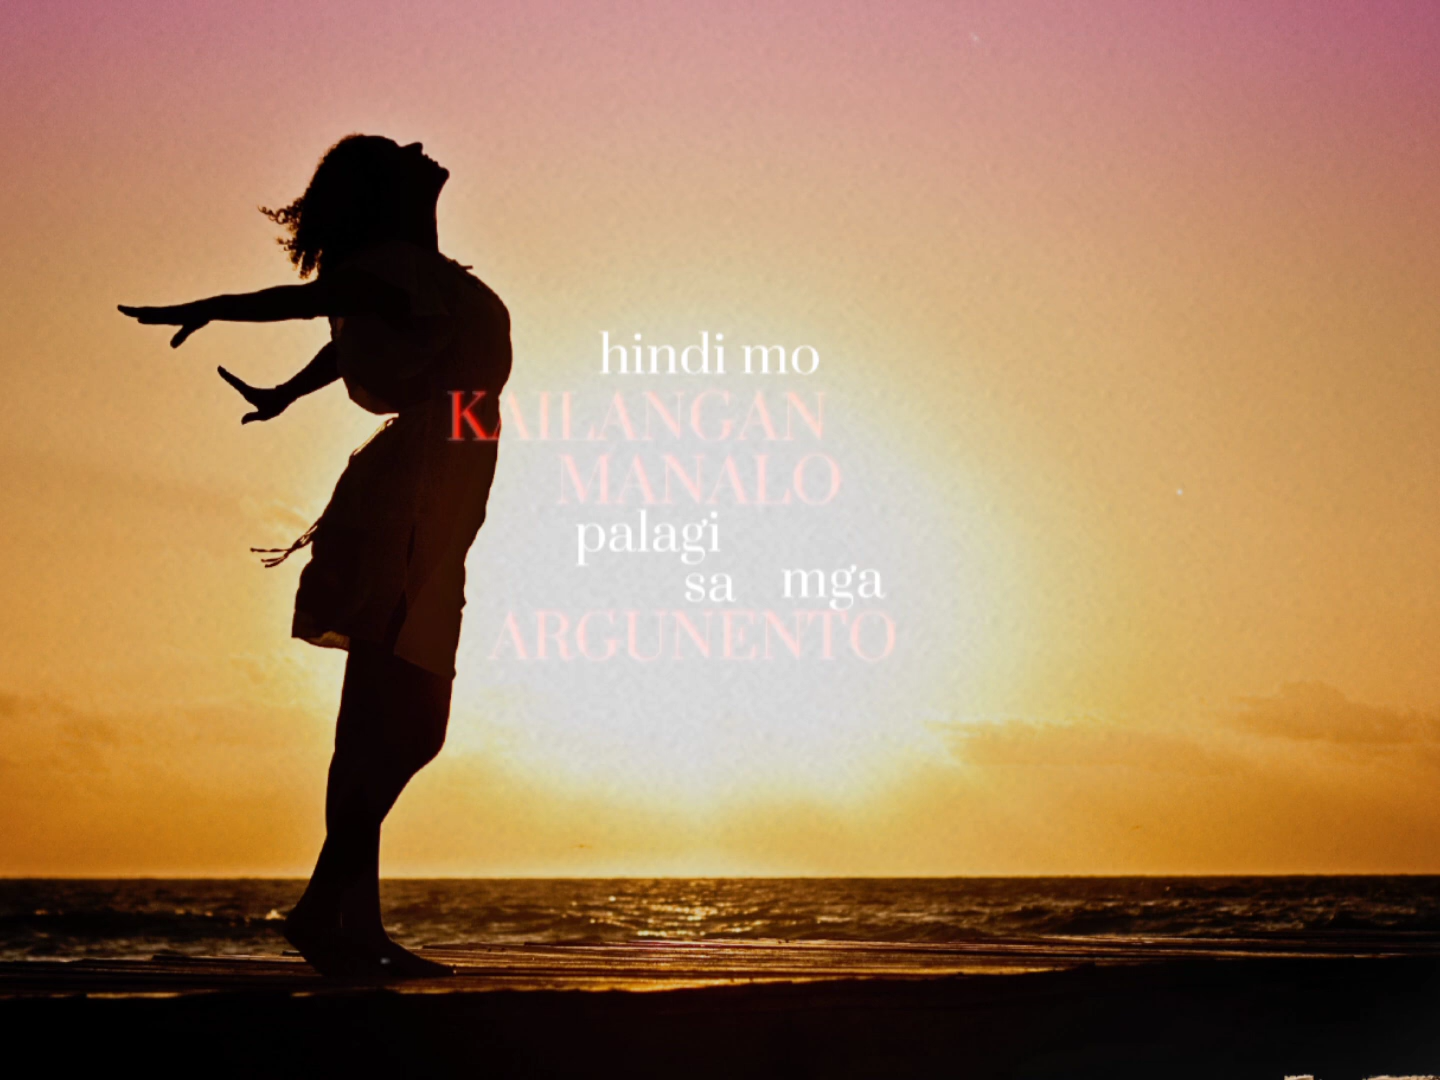 hindi mo
KAILANGAN
MANALO
palagi
sa mga
ARGUNENTO